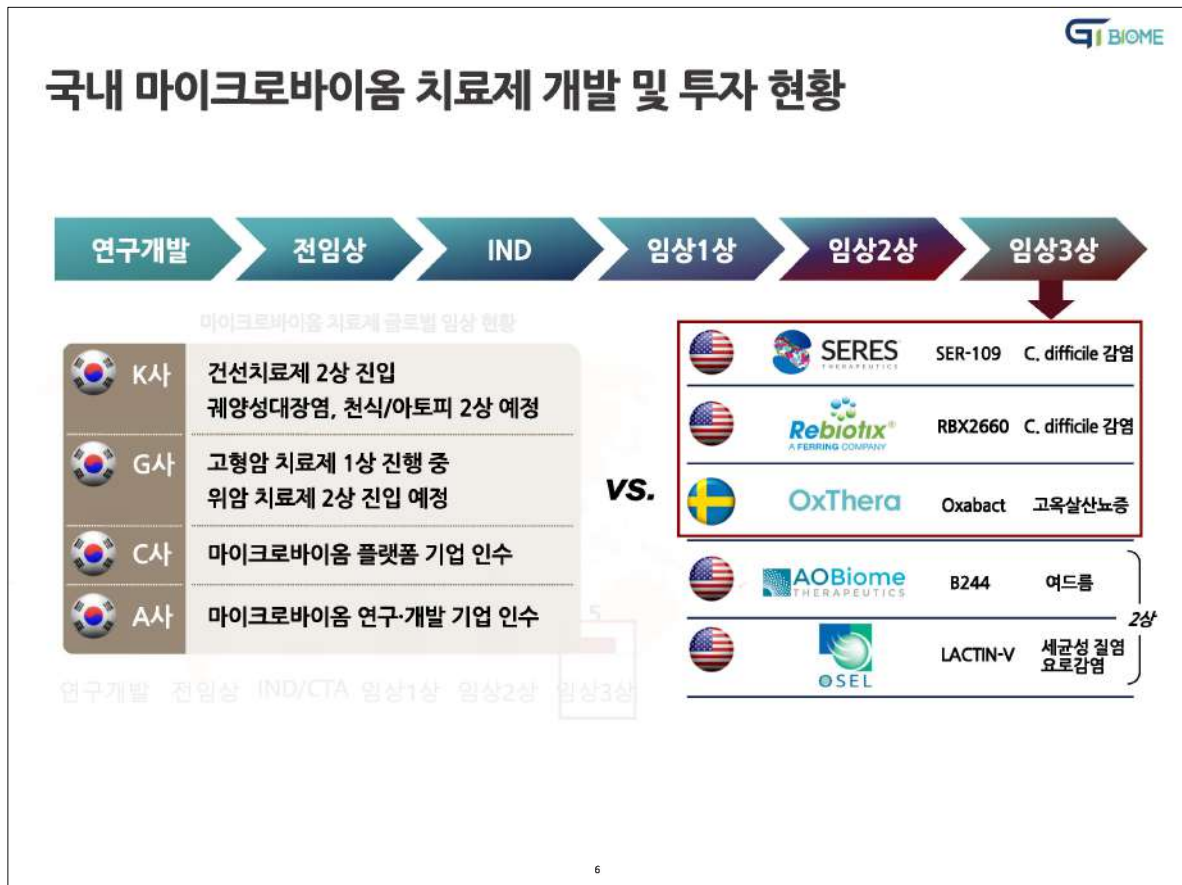 GI BIOME
국내 마이크로바이옴 치료제 개발 및 투자 현황
연구개발 전임상 IND 임상1상 임상2상 임상3상
마이크로바이옴 치료제 글로벌 임상 현황
K사 건선치료제 2상 진입
궤양성대장염, 천식/아토피 2상 예정
G사 고형암 치료제 1상 진행 중
위암 치료제 2상 진입 예정
C사 마이크로바이옴 플랫폼 기업 인수
A사 마이크로바이옴 연구·개발 기업 인수
5
연구개발 전임상 IND/CTA 임상1상 임상2상 임상3상
vs.
SERES THERAPEUTICS SER-109 C. difficile 감염
Rebiotix® A FERRING COMPANY RBX2660 C. difficile 감염
OxThera Oxabact 고옥살산뇨증
AOBiome THERAPEUTICS B244 여드름
2상
OSEL LACTIN-V 세균성 질염
요로감염
6